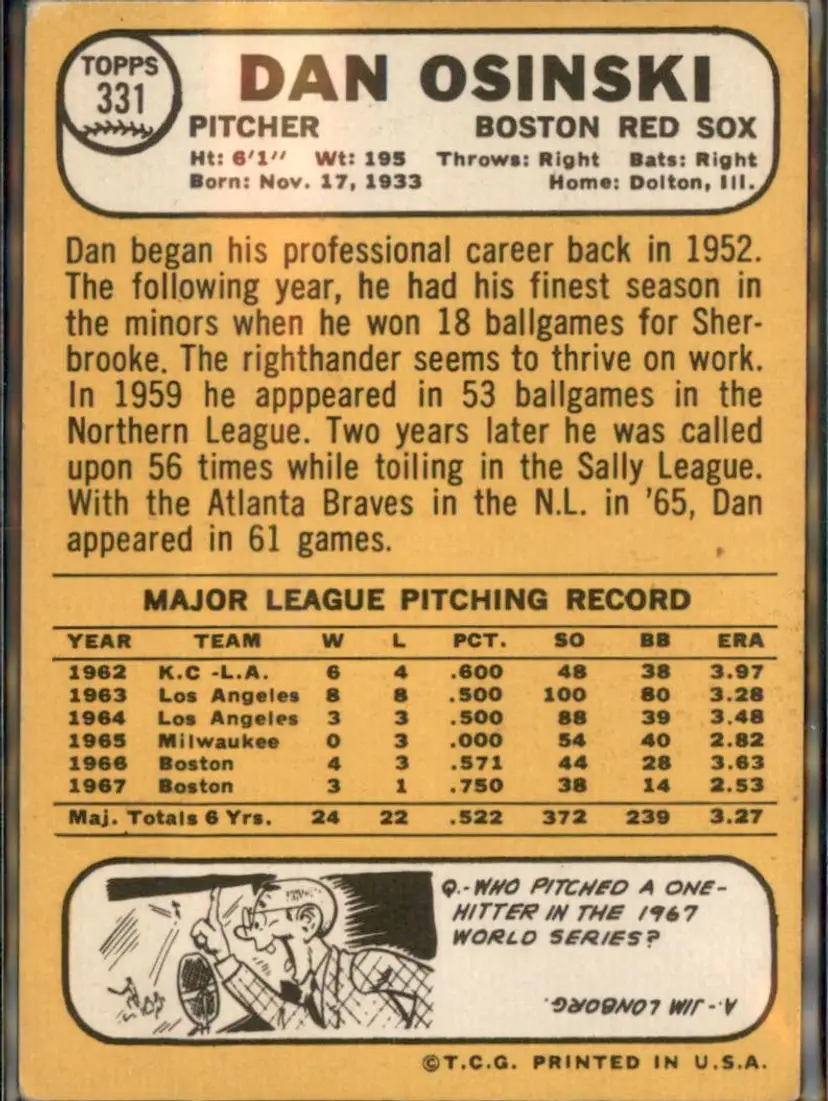 TOPPS
331
DAN OSINSKI
PITCHER BOSTON RED SOX
Ht: 6'1" Wt: 195 Throws: Right Bats: Right
Born: Nov. 17, 1933 Home: Dolton, Ill.
Dan began his professional career back in 1952.
The following year, he had his finest season in
the minors when he won 18 ballgames for Sher-
brooke. The righthander seems to thrive on work.
In 1959 he apppeared in 53 ballgames in the
Northern League. Two years later he was called
upon 56 times while toiling in the Sally League.
With the Atlanta Braves in the N.L. in '65, Dan
appeared in 61 games.
MAJOR LEAGUE PITCHING RECORD
YEAR TEAM W L PCT. SO BB ERA
1962 K.C -L.A. 6 4 .600 48 38 3.97
1963 Los Angeles 8 8 .500 100 80 3.28
1964 Los Angeles 3 3 .500 88 39 3.48
1965 Milwaukee 0 3 .000 54 40 2.82
1966 Boston 4 3 .571 44 28 3.63
1967 Boston 3 1 .750 38 14 2.53
Maj. Totals 6 Yrs. 24 22 .522 372 239 3.27
Q.-WHO PITCHED A ONE-
HITTER IN THE 1967
WORLD SERIES?
A.-JIM LONBORG.
©T.C.G. PRINTED IN U.S.A.